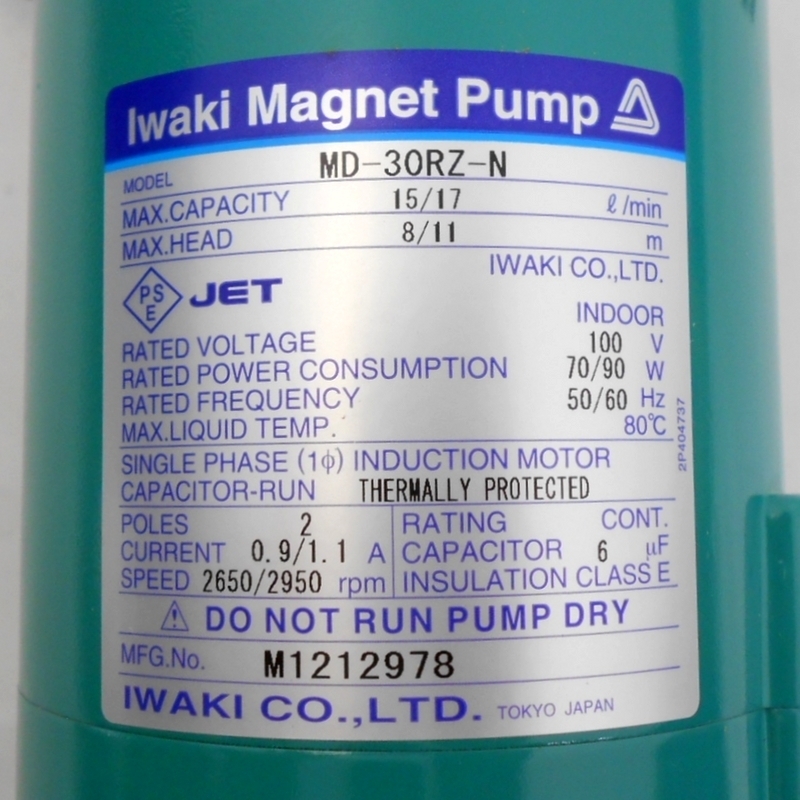 Iwaki Magnet Pump
MODEL MD-30RZ-N
MAX.CAPACITY 15/17 ℓ/min
MAX.HEAD 8/11 m
IWAKI CO.,LTD.
PSE JET
INDOOR
RATED VOLTAGE 100 V
RATED POWER CONSUMPTION 70/90 W
RATED FREQUENCY 50/60 Hz
MAX.LIQUID TEMP. 80℃
2P404737
SINGLE PHASE (1ϕ) INDUCTION MOTOR
CAPACITOR-RUN THERMALLY PROTECTED
POLES 2 RATING CONT.
CURRENT 0.9/1.1 A CAPACITOR 6 µF
SPEED 2650/2950 rpm INSULATION CLASS E
⚠ DO NOT RUN PUMP DRY
MFG.No. M1212978
IWAKI CO.,LTD. TOKYO JAPAN